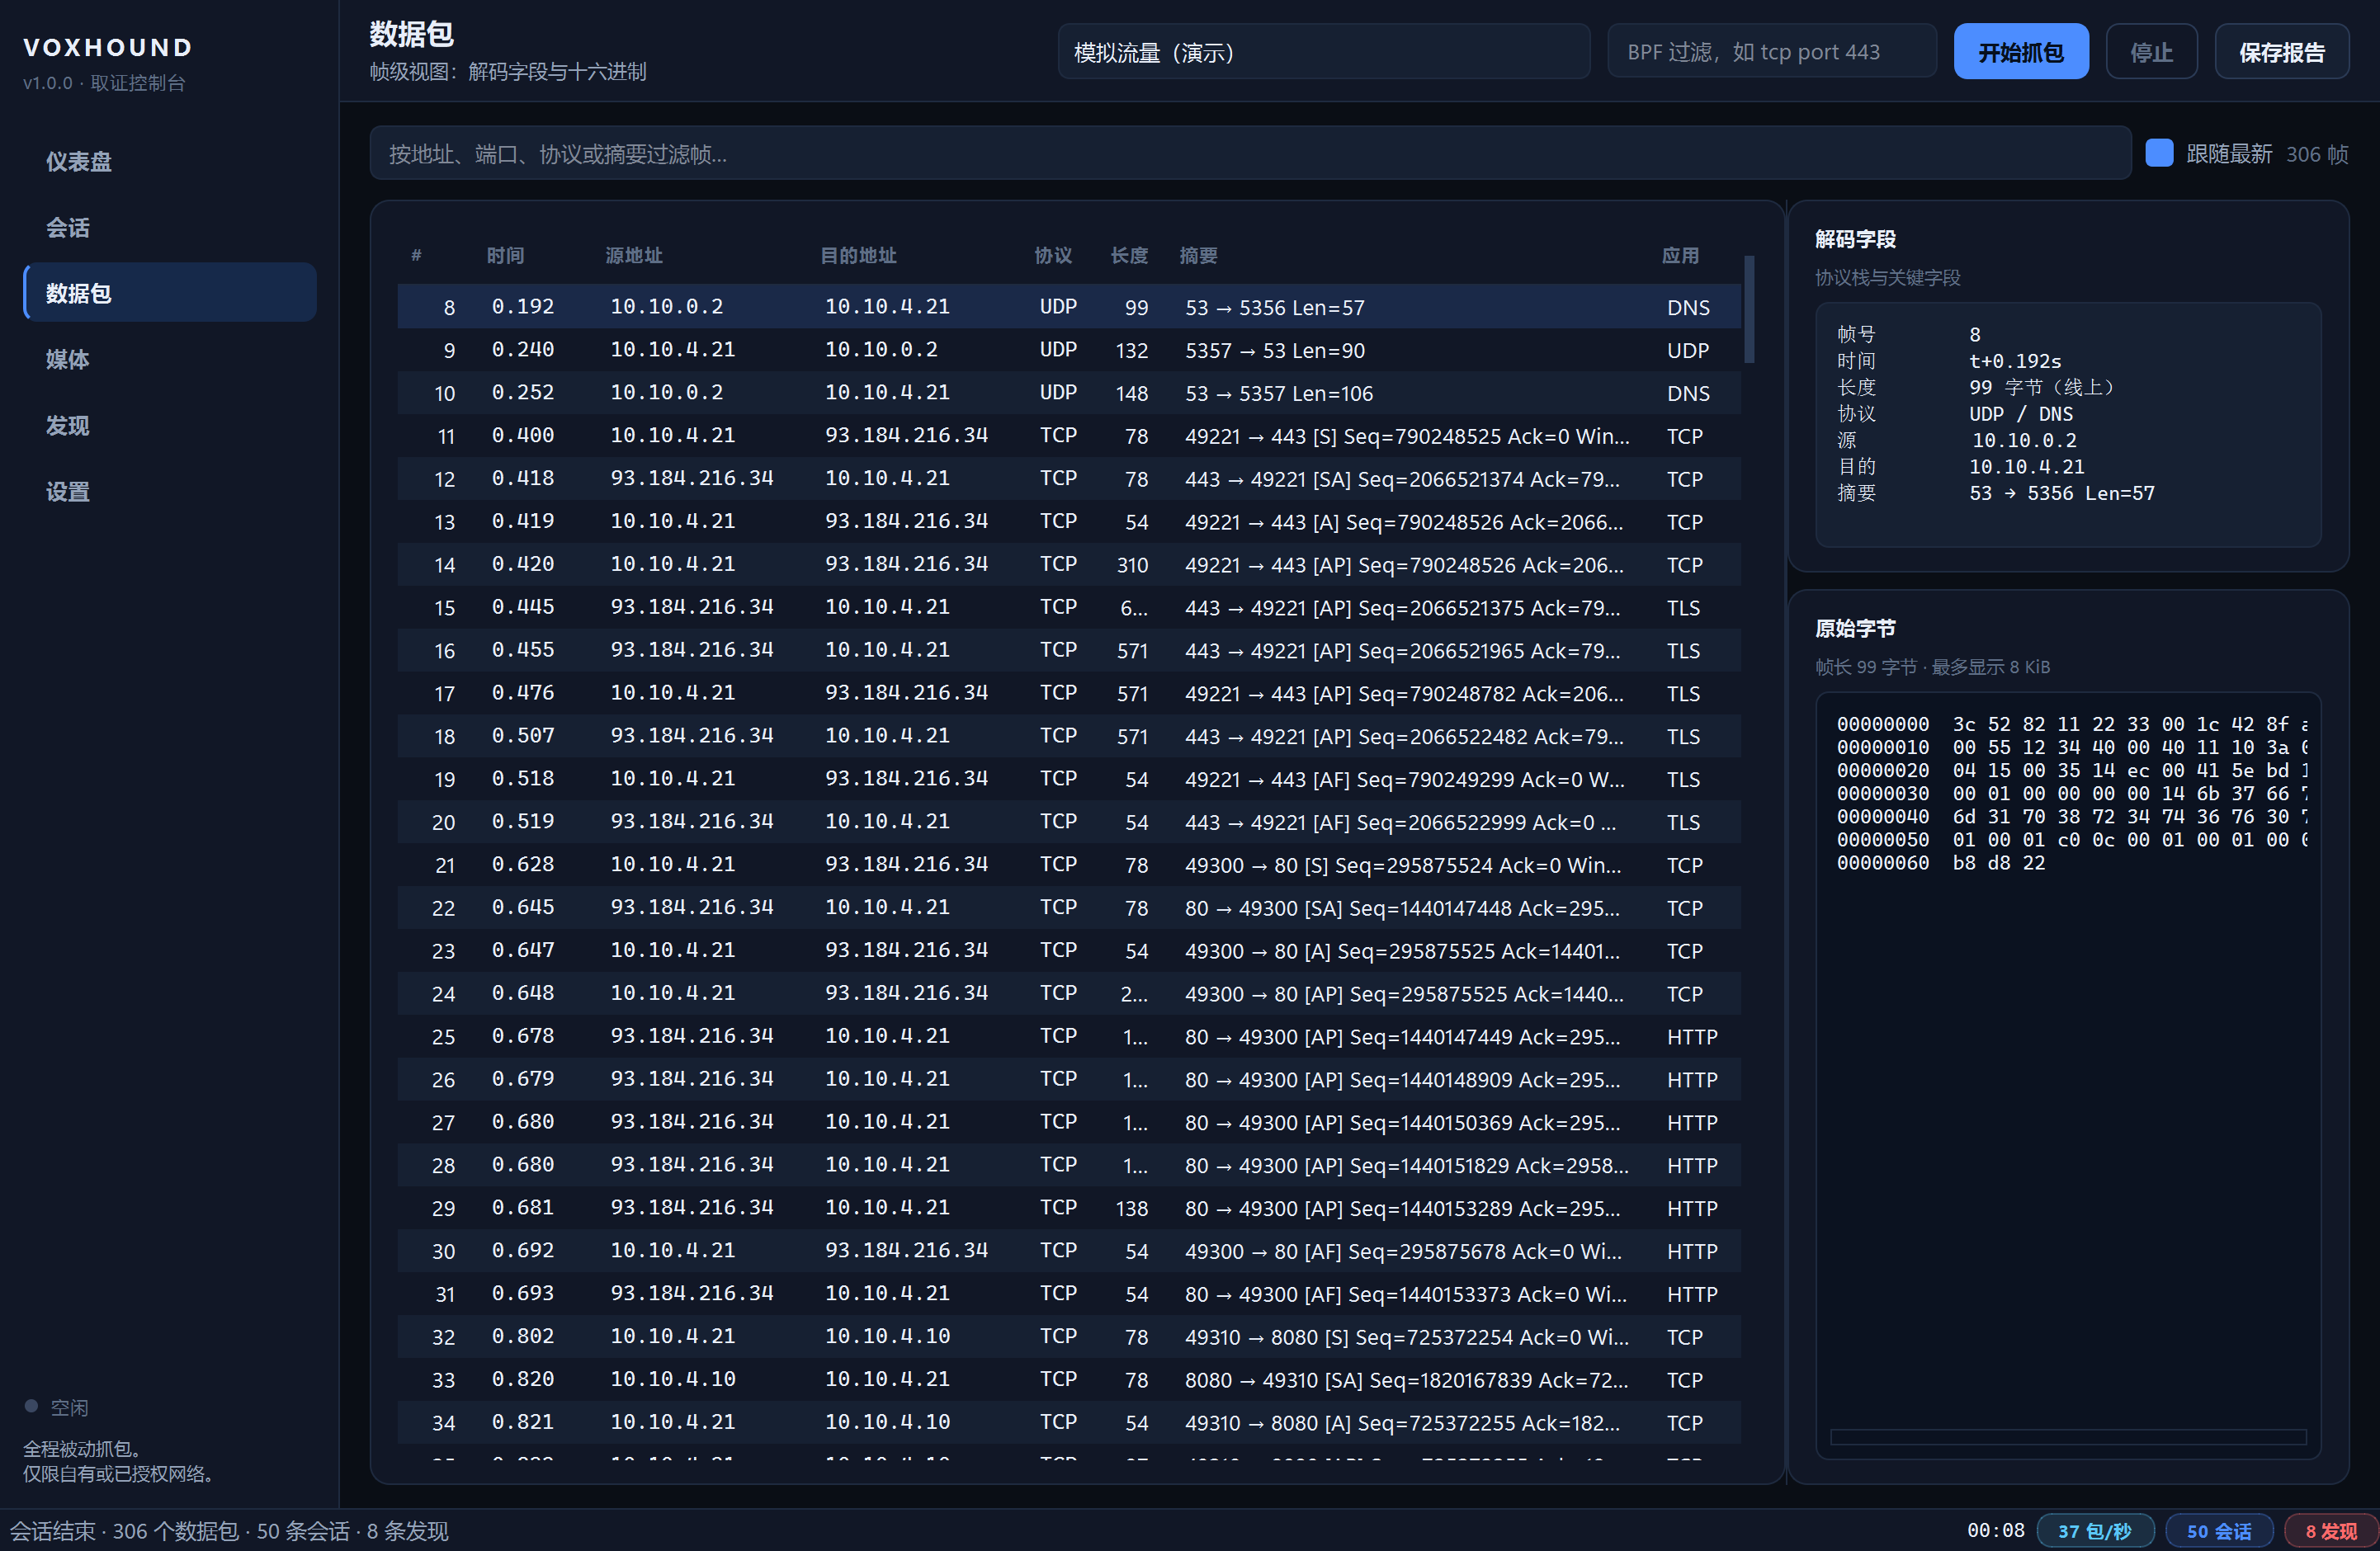 VOXHOUND
v1.0.0 · 取证控制台
仪表盘
会话
数据包
媒体
发现
设置
空闲
全程被动抓包。
仅限自有或已授权网络。
数据包
帧级视图：解码字段与十六进制
模拟流量（演示）
BPF 过滤，如 tcp port 443
开始抓包
停止
保存报告
按地址、端口、协议或摘要过滤帧...
跟随最新 306 帧
# 时间 源地址 目的地址 协议 长度 摘要 应用
8 0.192 10.10.0.2 10.10.4.21 UDP 99 53 → 5356 Len=57 DNS
9 0.240 10.10.4.21 10.10.0.2 UDP 132 5357 → 53 Len=90 UDP
10 0.252 10.10.0.2 10.10.4.21 UDP 148 53 → 5357 Len=106 DNS
11 0.400 10.10.4.21 93.184.216.34 TCP 78 49221 → 443 [S] Seq=790248525 Ack=0 Win... TCP
12 0.418 93.184.216.34 10.10.4.21 TCP 78 443 → 49221 [SA] Seq=2066521374 Ack=79... TCP
13 0.419 10.10.4.21 93.184.216.34 TCP 54 49221 → 443 [A] Seq=790248526 Ack=2066... TCP
14 0.420 10.10.4.21 93.184.216.34 TCP 310 49221 → 443 [AP] Seq=790248526 Ack=206... TCP
15 0.445 93.184.216.34 10.10.4.21 TCP 6... 443 → 49221 [AP] Seq=2066521375 Ack=79... TLS
16 0.455 93.184.216.34 10.10.4.21 TCP 571 443 → 49221 [AP] Seq=2066521965 Ack=79... TLS
17 0.476 10.10.4.21 93.184.216.34 TCP 571 49221 → 443 [AP] Seq=790248782 Ack=206... TLS
18 0.507 93.184.216.34 10.10.4.21 TCP 571 443 → 49221 [AP] Seq=2066522482 Ack=79... TLS
19 0.518 10.10.4.21 93.184.216.34 TCP 54 49221 → 443 [AF] Seq=790249299 Ack=0 W... TLS
20 0.519 93.184.216.34 10.10.4.21 TCP 54 443 → 49221 [AF] Seq=2066522999 Ack=0 ... TLS
21 0.628 10.10.4.21 93.184.216.34 TCP 78 49300 → 80 [S] Seq=295875524 Ack=0 Win... TCP
22 0.645 93.184.216.34 10.10.4.21 TCP 78 80 → 49300 [SA] Seq=1440147448 Ack=295... TCP
23 0.647 10.10.4.21 93.184.216.34 TCP 54 49300 → 80 [A] Seq=295875525 Ack=14401... TCP
24 0.648 10.10.4.21 93.184.216.34 TCP 2... 49300 → 80 [AP] Seq=295875525 Ack=1440... TCP
25 0.678 93.184.216.34 10.10.4.21 TCP 1... 80 → 49300 [AP] Seq=1440147449 Ack=295... HTTP
26 0.679 93.184.216.34 10.10.4.21 TCP 1... 80 → 49300 [AP] Seq=1440148909 Ack=295... HTTP
27 0.680 93.184.216.34 10.10.4.21 TCP 1... 80 → 49300 [AP] Seq=1440150369 Ack=295... HTTP
28 0.680 93.184.216.34 10.10.4.21 TCP 1... 80 → 49300 [AP] Seq=1440151829 Ack=2958... HTTP
29 0.681 93.184.216.34 10.10.4.21 TCP 138 80 → 49300 [AP] Seq=1440153289 Ack=295... HTTP
30 0.692 10.10.4.21 93.184.216.34 TCP 54 49300 → 80 [AF] Seq=295875678 Ack=0 Wi... HTTP
31 0.693 93.184.216.34 10.10.4.21 TCP 54 80 → 49300 [AF] Seq=1440153373 Ack=0 Wi... HTTP
32 0.802 10.10.4.21 10.10.4.10 TCP 78 49310 → 8080 [S] Seq=725372254 Ack=0 Wi... TCP
33 0.820 10.10.4.10 10.10.4.21 TCP 78 8080 → 49310 [SA] Seq=1820167839 Ack=72... TCP
34 0.821 10.10.4.21 10.10.4.10 TCP 54 49310 → 8080 [A] Seq=725372255 Ack=182... TCP
解码字段
协议栈与关键字段
帧号 8
时间 t+0.192s
长度 99 字节（线上）
协议 UDP / DNS
源 10.10.0.2
目的 10.10.4.21
摘要 53 → 5356 Len=57
原始字节
帧长 99 字节 · 最多显示 8 KiB
00000000 3c 52 82 11 22 33 00 1c 42 8f
00000010 00 55 12 34 40 00 40 11 10 3a
00000020 04 15 00 35 14 ec 00 41 5e bd
00000030 00 01 00 00 00 00 14 6b 37 66
00000040 6d 31 70 38 72 34 74 36 76 30
00000050 01 00 01 c0 0c 00 01 00 01 00
00000060 b8 d8 22
会话结束 · 306 个数据包 · 50 条会话 · 8 条发现
00:08
37 包/秒
50 会话
8 发现